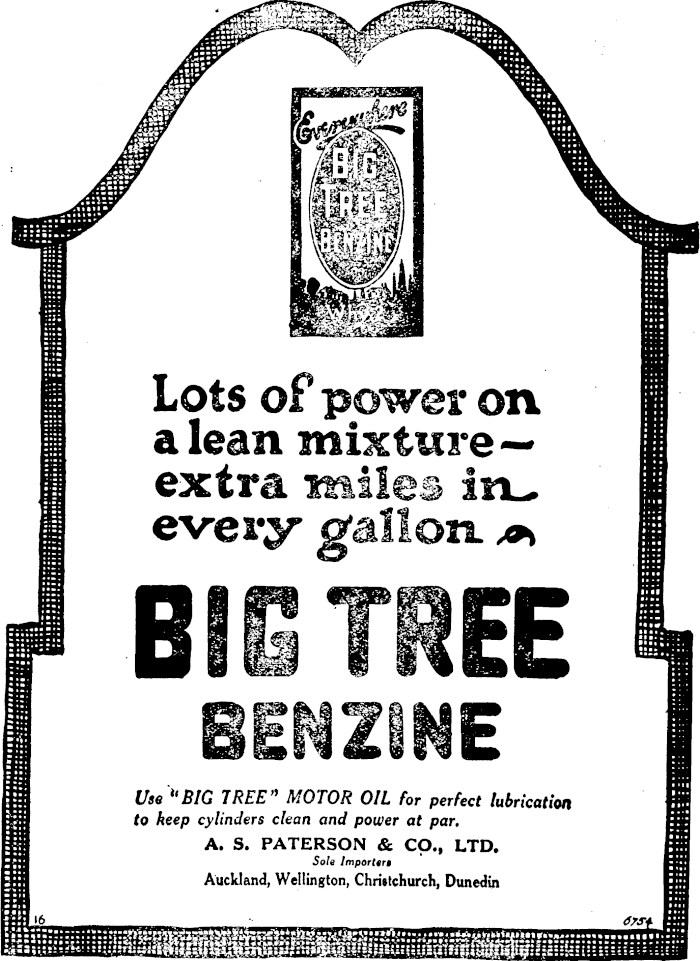 Everywhere
BIG
TREE
BENZINE
Lots of power on
a lean mixture—
extra miles in
every gallon
BIG TREE
BENZINE
Use "BIG TREE" MOTOR OIL for perfect lubrication
to keep cylinders clean and power at par.
A. S. PATERSON & CO., LTD.
Sole Importers
Auckland, Wellington, Christchurch, Dunedin
16
6754